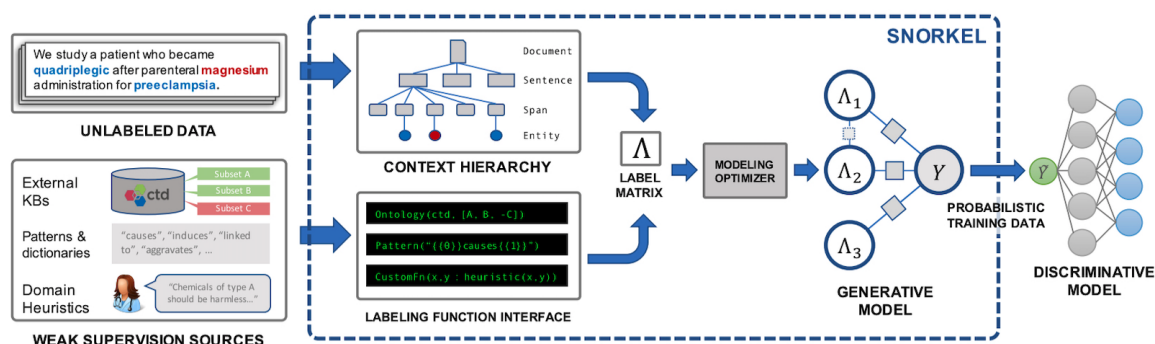 We study a patient who became
quadriplegic after parenteral magnesium
administration for preeclampsia.
UNLABELED DATA
External
KBs
ctd
Subset A
Subset B
Subset C
Patterns &
dictionaries
“causes”, “induces”, “linked
to”, “aggravates”, …
Domain
Heuristics
“Chemicals of type A
should be harmless…”
WEAK SUPERVISION SOURCES
SNORKEL
Document
Sentence
Span
Entity
CONTEXT HIERARCHY
Ontology(ctd, [A, B, -C])
Pattern(“{{0}}causes{{1}}”)
CustomFn(x,y : heuristic(x,y))
LABELING FUNCTION INTERFACE
Λ
LABEL
MATRIX
MODELING
OPTIMIZER
Λ1
Λ2
Λ3
Y
GENERATIVE
MODEL
PROBABILISTIC
TRAINING DATA
Ỹ
DISCRIMINATIVE
MODEL